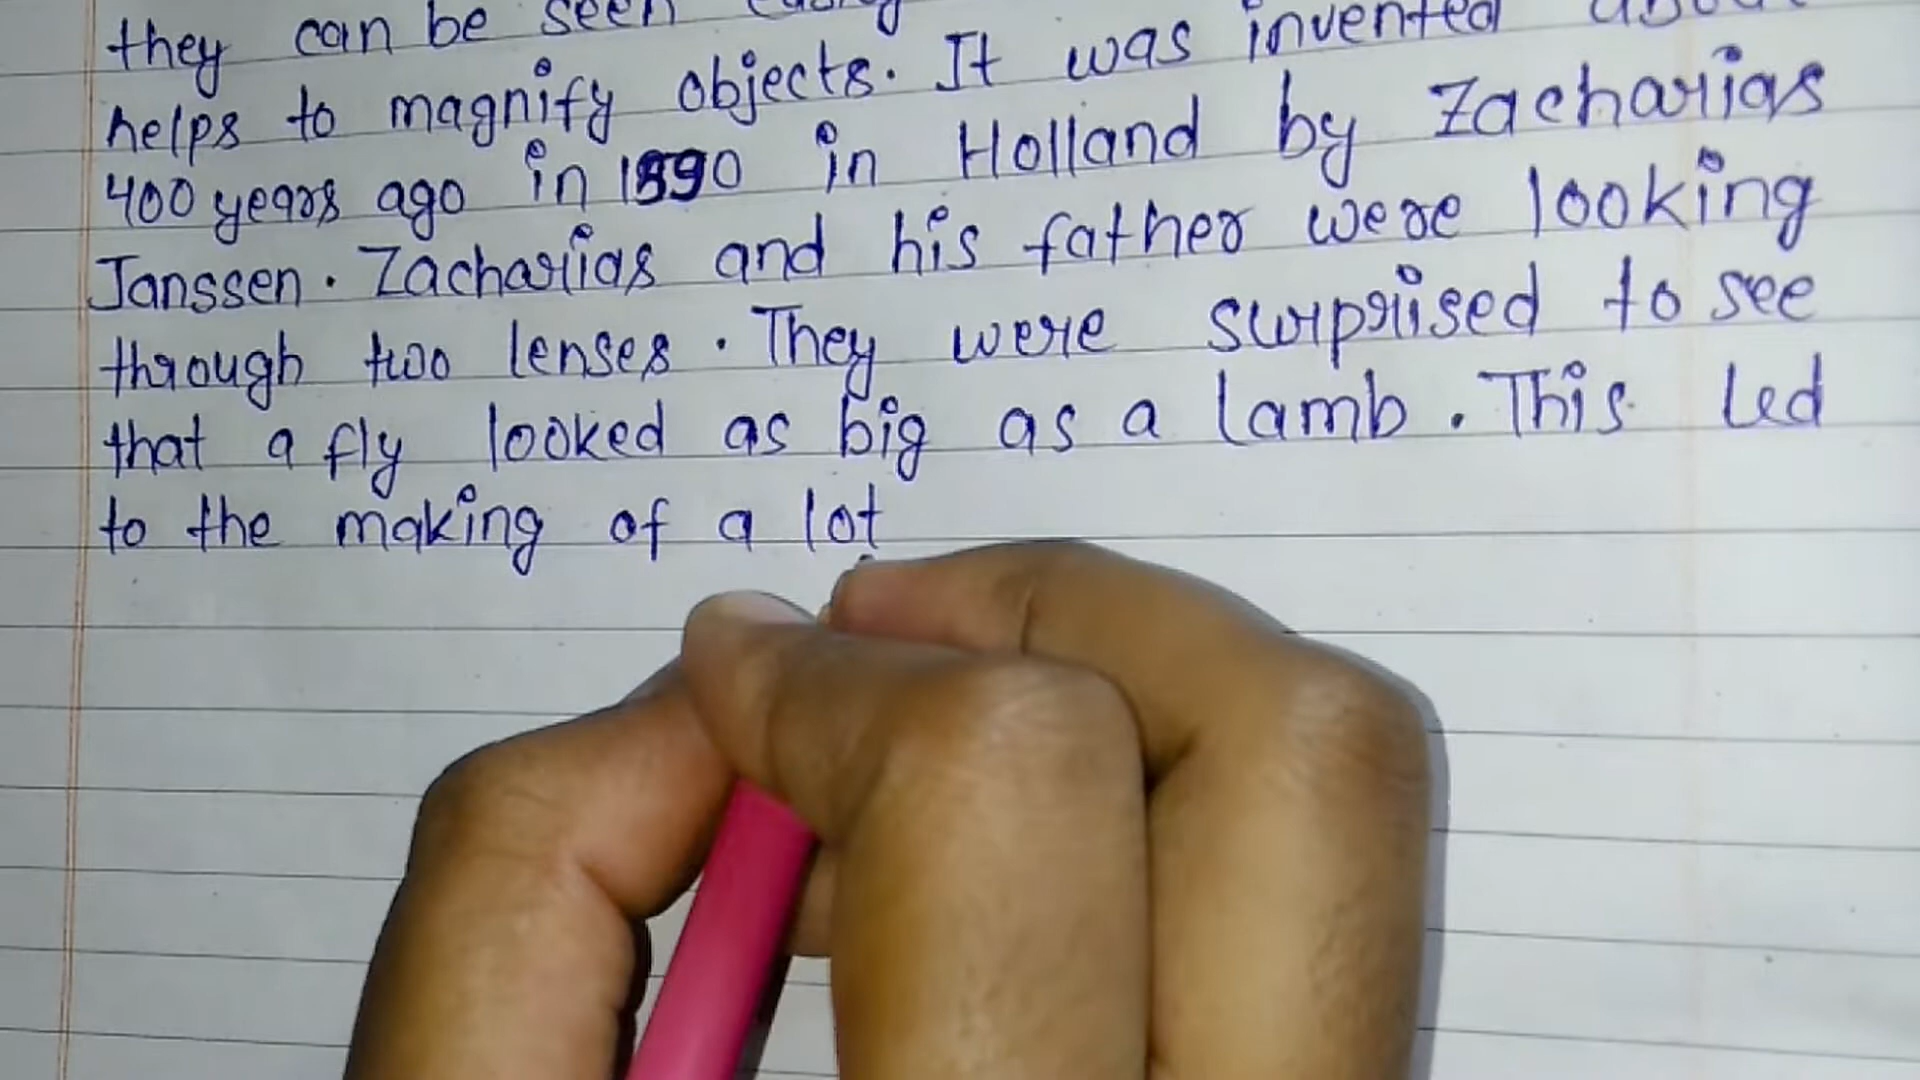 they can be seen
helps to magnify objects. It was invented about
400 years ago in 1590 in Holland by Zacharias
Janssen. Zacharias and his father were looking
through two lenses. They were surprised to see
that a fly looked as big as a lamb. This led
to the making of a lot